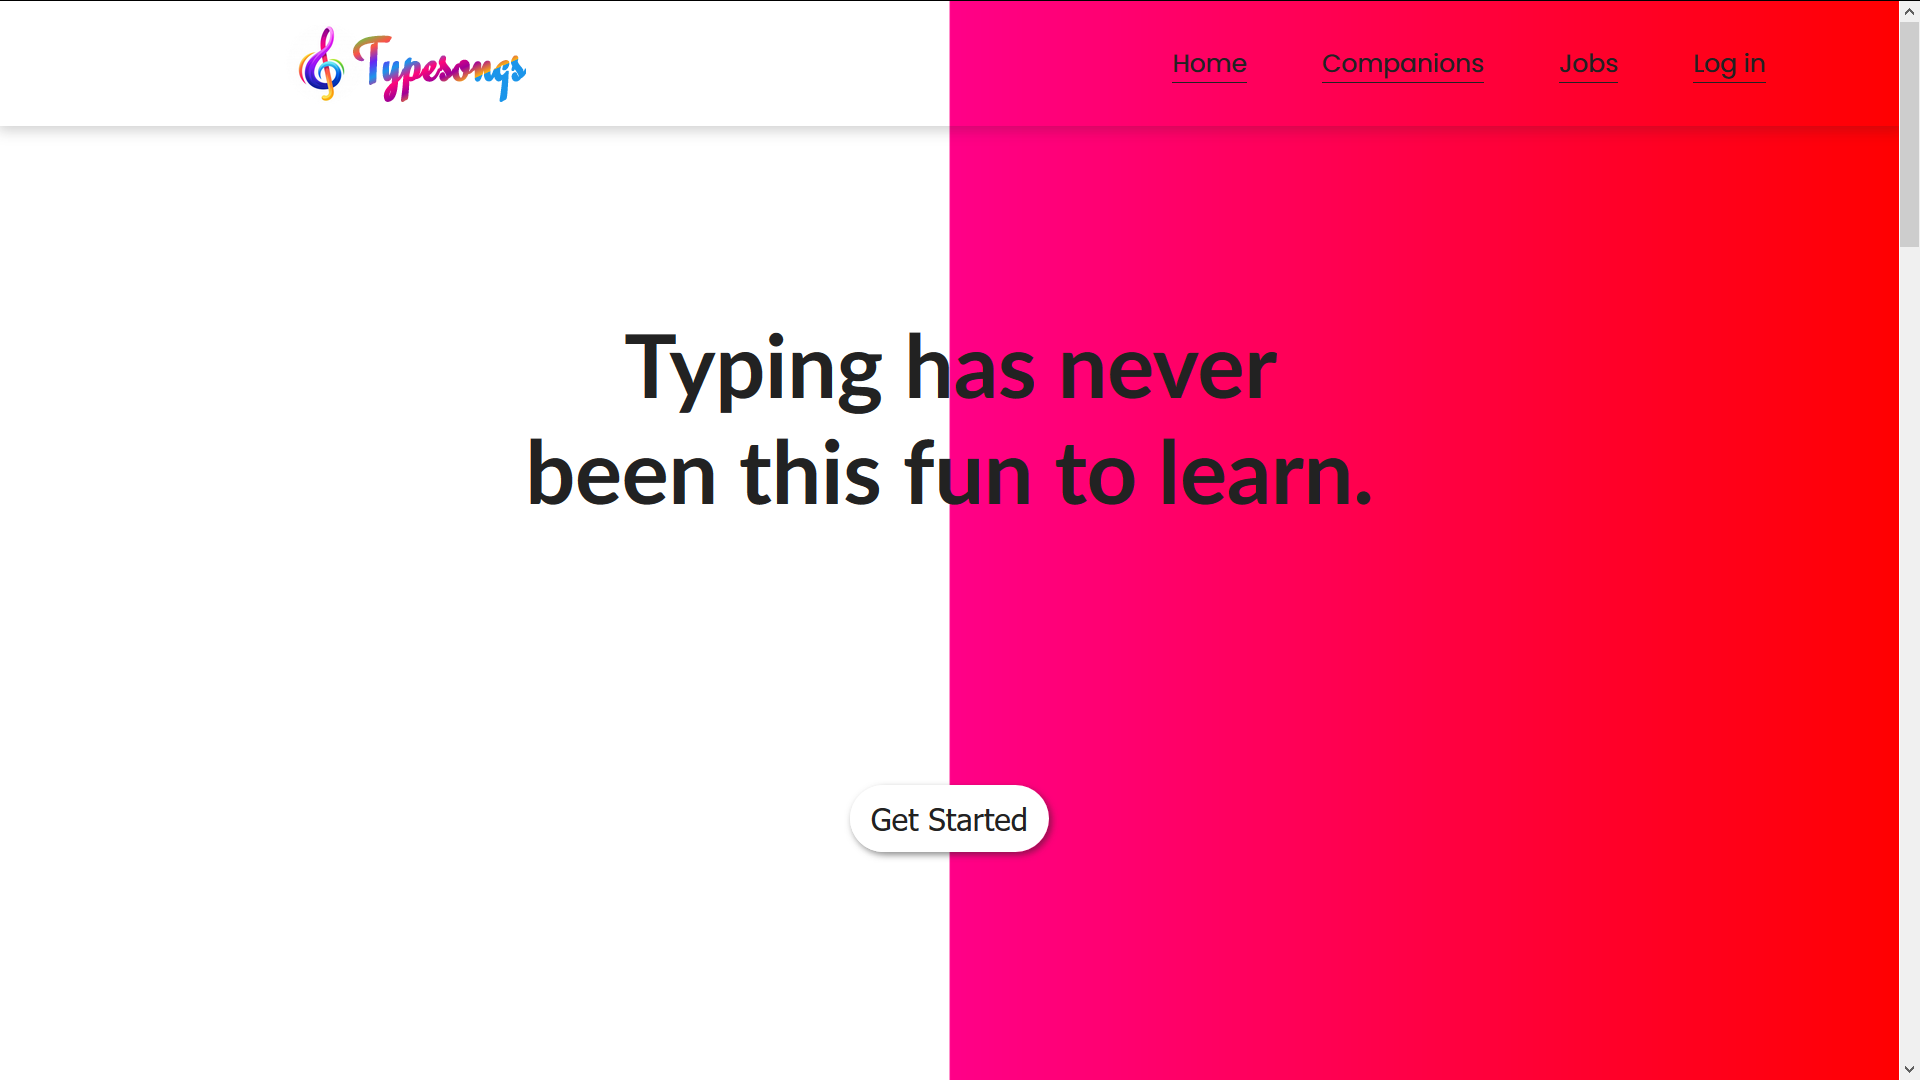 Typesongs
Home Companions Jobs Log in
Typing has never
been this fun to learn.
Get Started